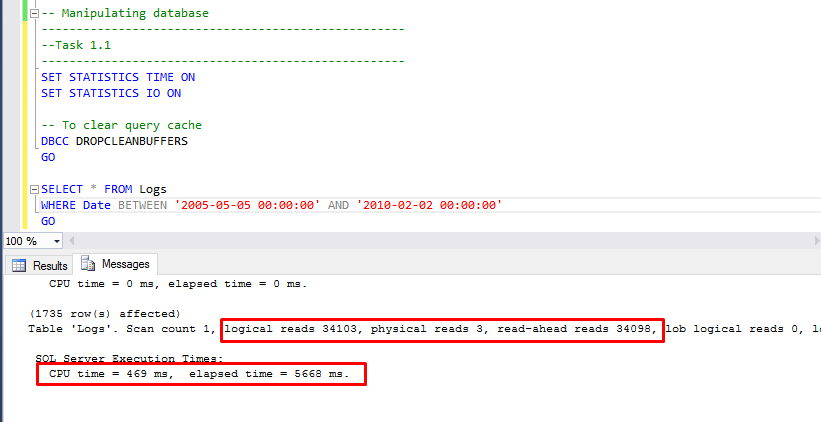 -- Manipulating database
---------------------------------------------------
--Task 1.1
---------------------------------------------------
SET STATISTICS TIME ON
SET STATISTICS IO ON
-- To clear query cache
DBCC DROPCLEANBUFFERS
GO
SELECT * FROM Logs
WHERE Date BETWEEN '2005-05-05 00:00:00' AND '2010-02-02 00:00:00'
GO
100 %
Results Messages
CPU time = 0 ms, elapsed time = 0 ms.
(1735 row(s) affected)
Table 'Logs'. Scan count 1, logical reads 34103, physical reads 3, read-ahead reads 34098, lob logical reads 0,
SQL Server Execution Times:
CPU time = 469 ms,  elapsed time = 5668 ms.